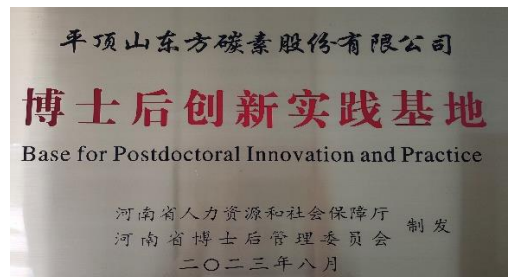 平顶山东方碳素股份有限公司
博士后创新实践基地
Base for Postdoctoral Innovation and Practice
河南省人力资源和社会保障厅
河南省博士后管理委员会 制发
二〇二三年八月